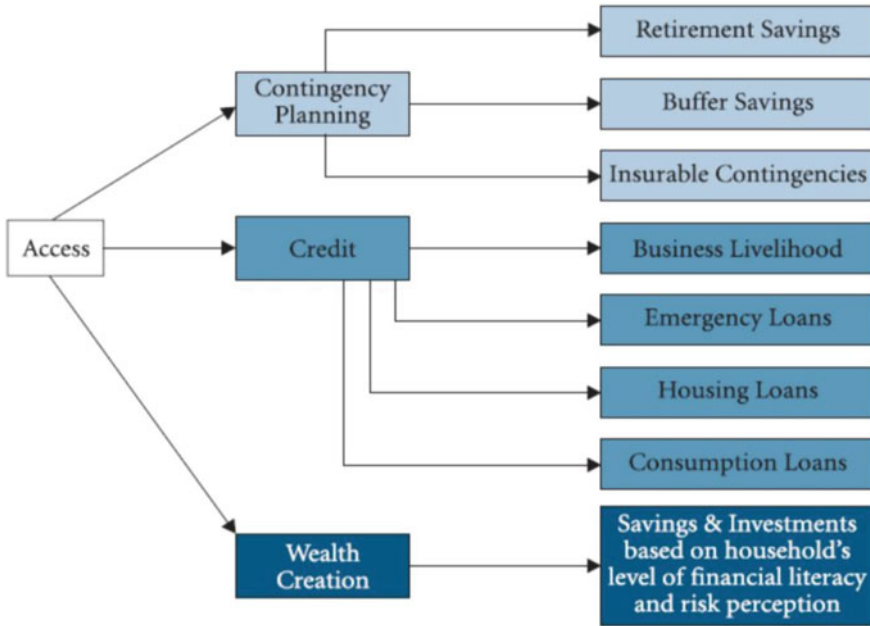 Retirement Savings
Contingency
Planning
Buffer Savings
Insurable Contingencies
Access
Credit
Business Livelihood
Emergency Loans
Housing Loans
Consumption Loans
Wealth
Creation
Savings & Investments
based on household's
level of financial literacy
and risk perception